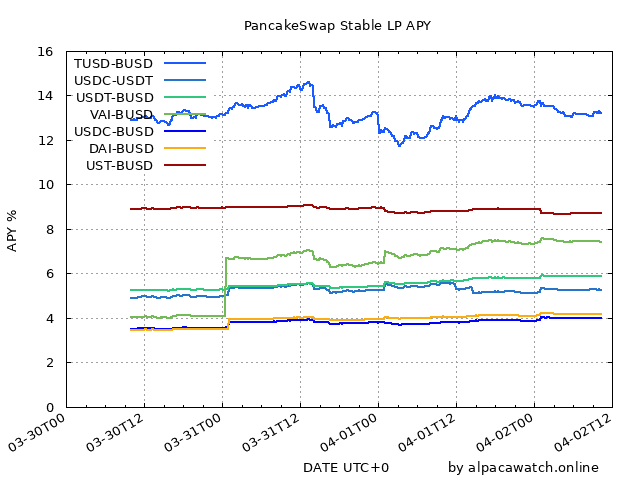 PancakeSwap Stable LP APY
APY %
16
14
12
10
8
6
4
2
0
TUSD-BUSD
USDC-USDT
USDT-BUSD
VAI-BUSD
USDC-BUSD
DAI-BUSD
UST-BUSD
03-30T00
03-30T12
03-31T00
03-31T12
04-01T00
04-01T12
04-02T00
04-02T12
DATE UTC+0
by alpacawatch.online